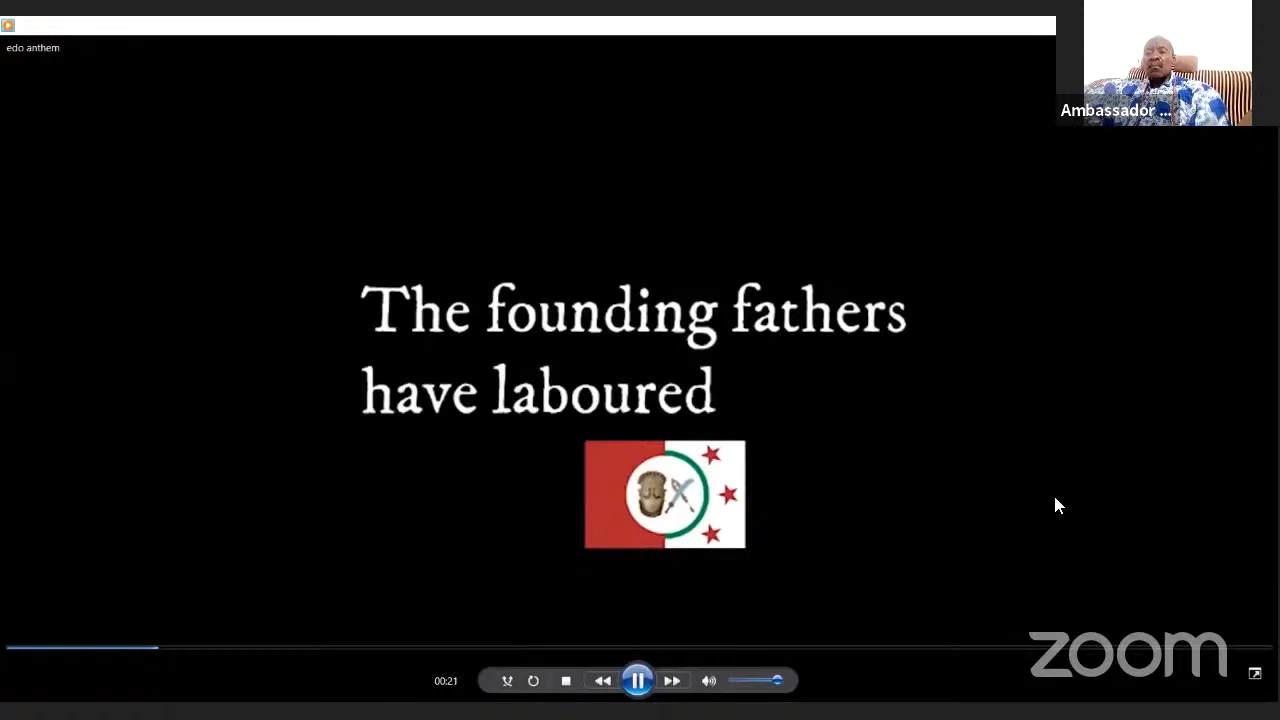 edo anthem
Ambassador ...
The founding fathers
have laboured
00:21
zoom